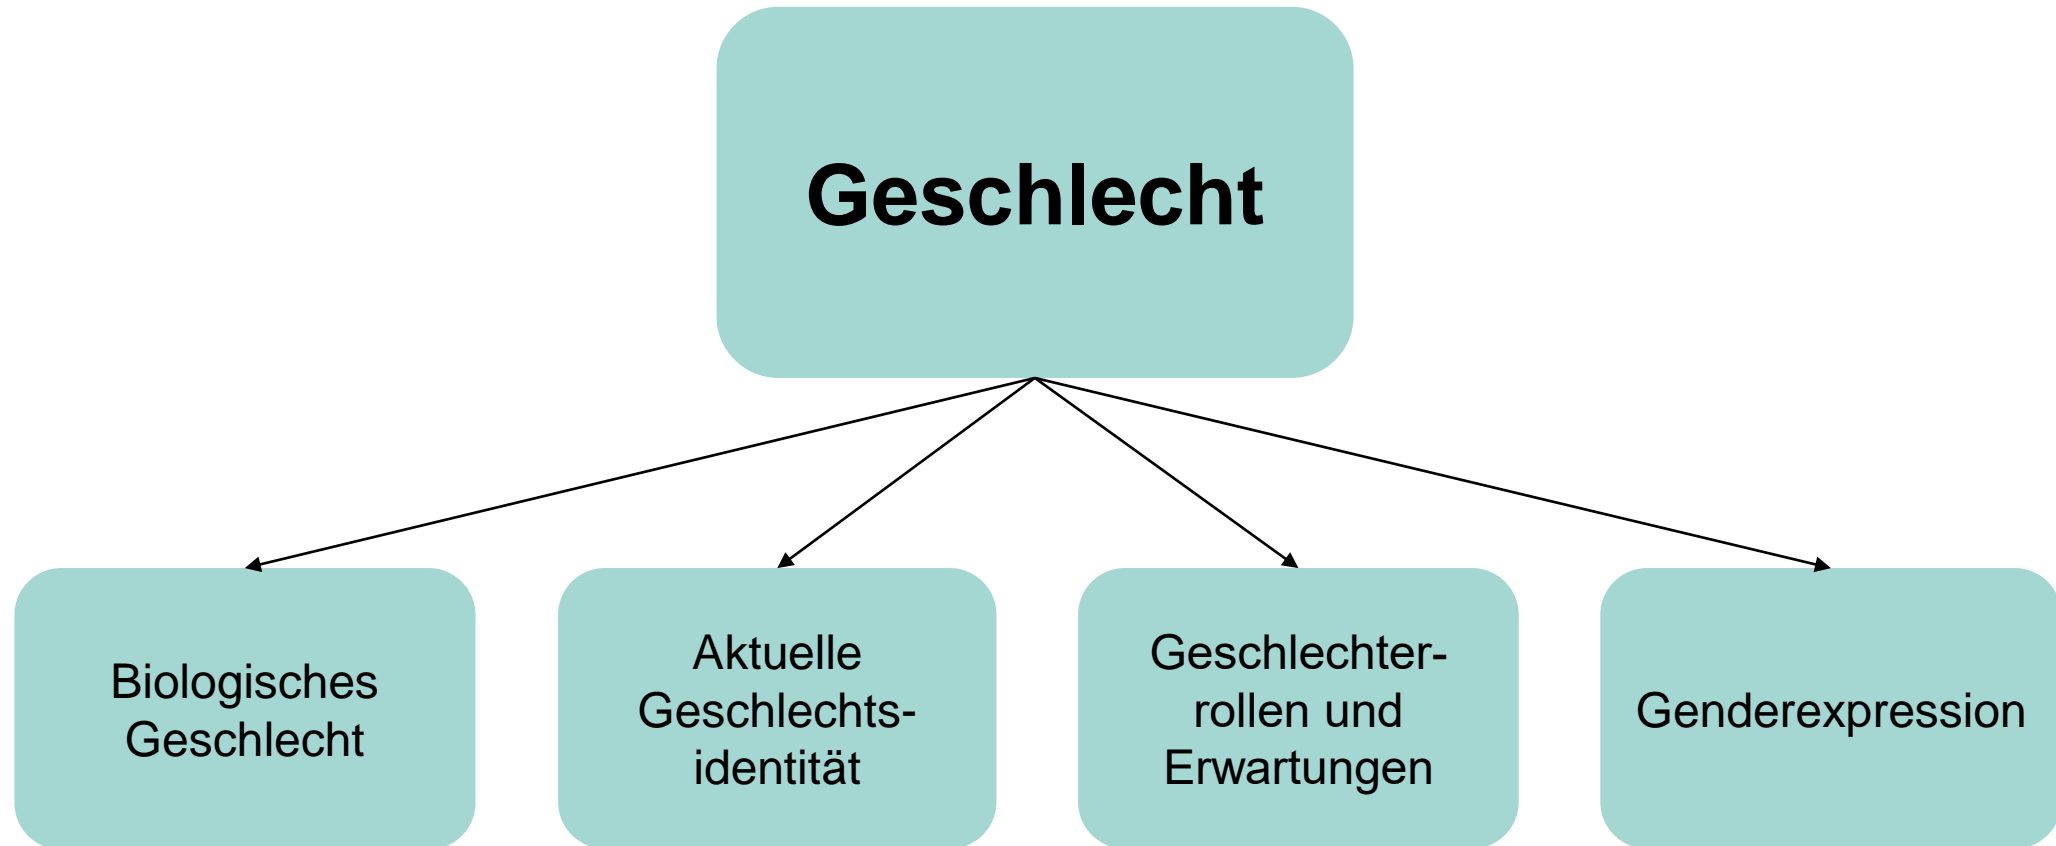 Geschlecht
Biologisches
Geschlecht
Aktuelle
Geschlechts-
identität
Geschlechter-
rollen und
Erwartungen
Genderexpression